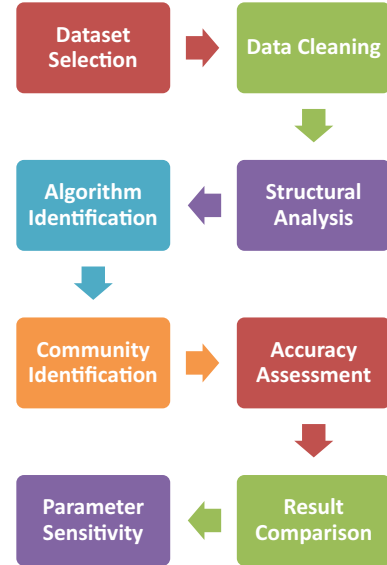 Dataset
Selection
Data Cleaning
Structural
Analysis
Algorithm
Identification
Community
Identification
Accuracy
Assessment
Result
Comparison
Parameter
Sensitivity